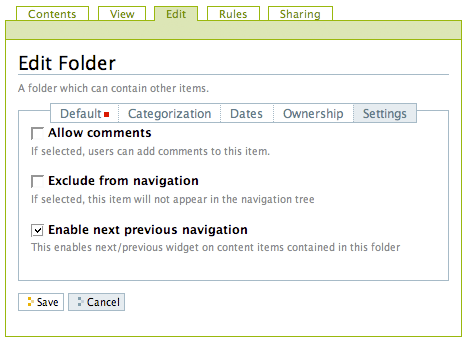 Contents View Edit Rules Sharing
Edit Folder
A folder which can contain other items.
Default Categorization Dates Ownership Settings
Allow comments
If selected, users can add comments to this item.
Exclude from navigation
If selected, this item will not appear in the navigation tree
Enable next previous navigation
This enables next/previous widget on content items contained in this folder
Save Cancel